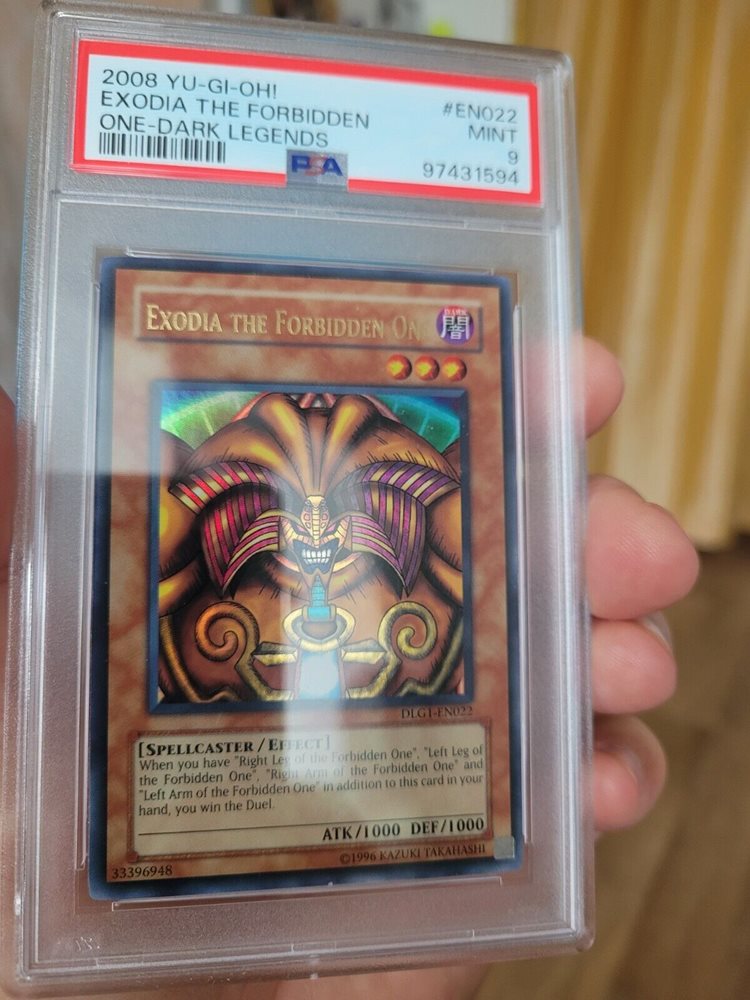 2008 YU-GI-OH! #EN022
EXODIA THE FORBIDDEN MINT
ONE-DARK LEGENDS 9
PSA 97431594
EXODIA THE FORBIDDEN ON
DARK
闇
DLG1-EN022
[SPELLCASTER / EFFECT]
When you have "Right Leg of the Forbidden One", "Left Leg of
the Forbidden One", "Right Arm of the Forbidden One" and
"Left Arm of the Forbidden One" in addition to this card in your
hand, you win the Duel.
ATK/1000 DEF/1000
33396948 ©1996 KAZUKI TAKAHASHI